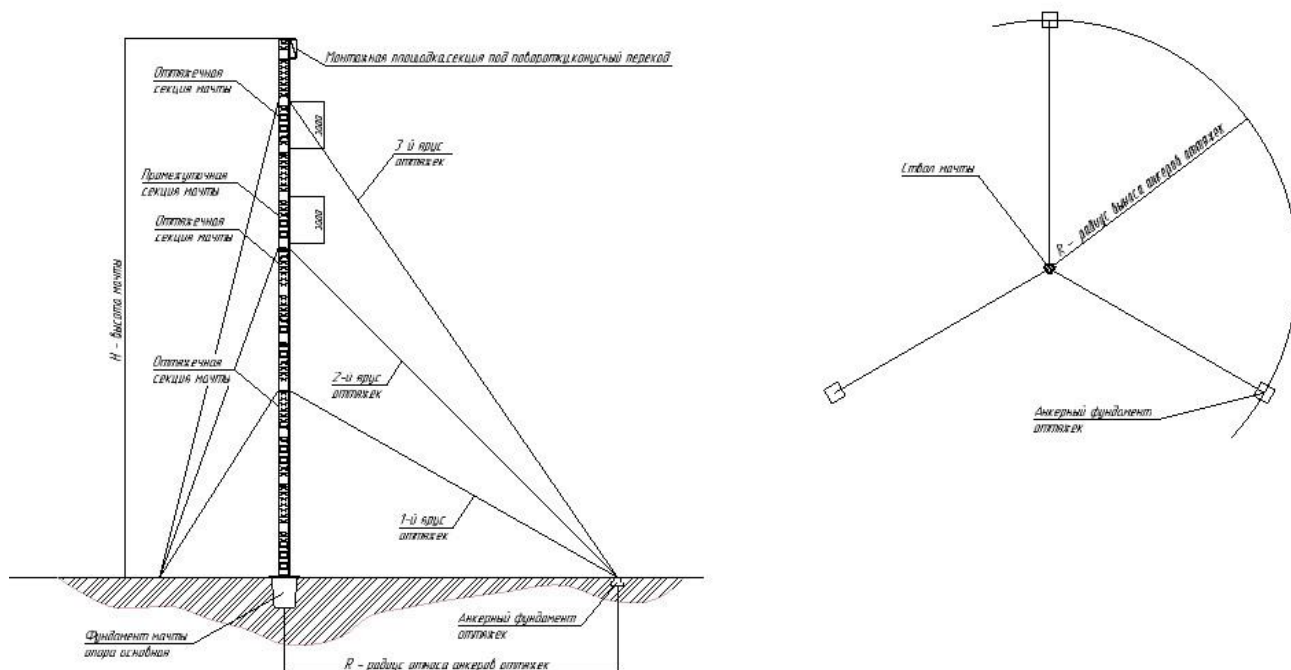 Монтажная площадка,секция под поворотку,конусный переход
Оттяжечная
секция мачты
3000
3-й ярус
оттяжек
Промежуточная
секция мачты
Оттяжечная
секция мачты
3000
H - высота мачты
Оттяжечная
секция мачты
2-й ярус
оттяжек
1-й ярус
оттяжек
Фундамент мачты
опора основная
Анкерный фундамент
оттяжек
R - радиус относа анкеров оттяжек
Ствол мачты
R - радиус выноса анкеров оттяжек
Анкерный фундамент
оттяжек